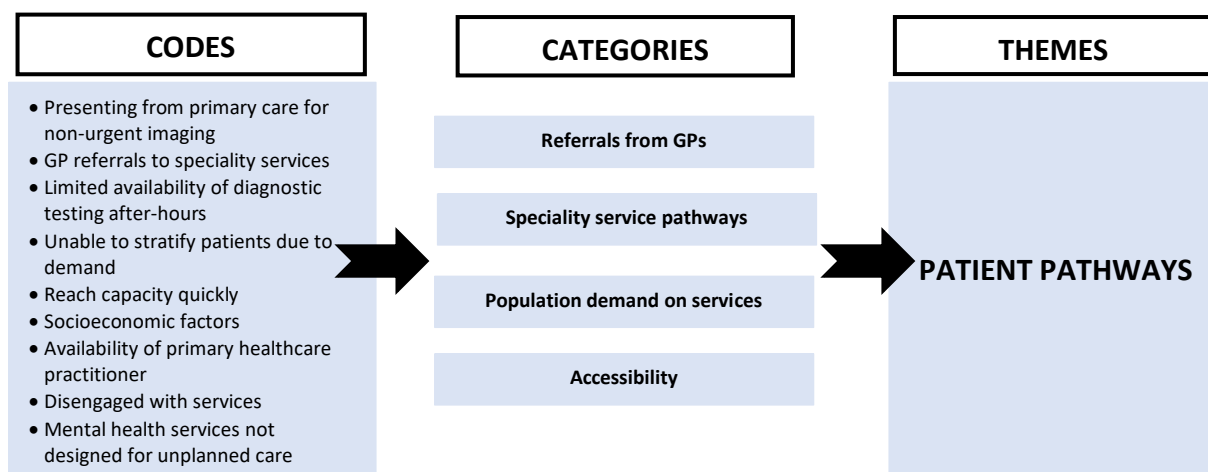 CODES
• Presenting from primary care for
non-urgent imaging
• GP referrals to speciality services
• Limited availability of diagnostic
testing after-hours
• Unable to stratify patients due to
demand
• Reach capacity quickly
• Socioeconomic factors
• Availability of primary healthcare
practitioner
• Disengaged with services
• Mental health services not
designed for unplanned care
CATEGORIES
Referrals from GPs
Speciality service pathways
Population demand on services
Accessibility
THEMES
PATIENT PATHWAYS